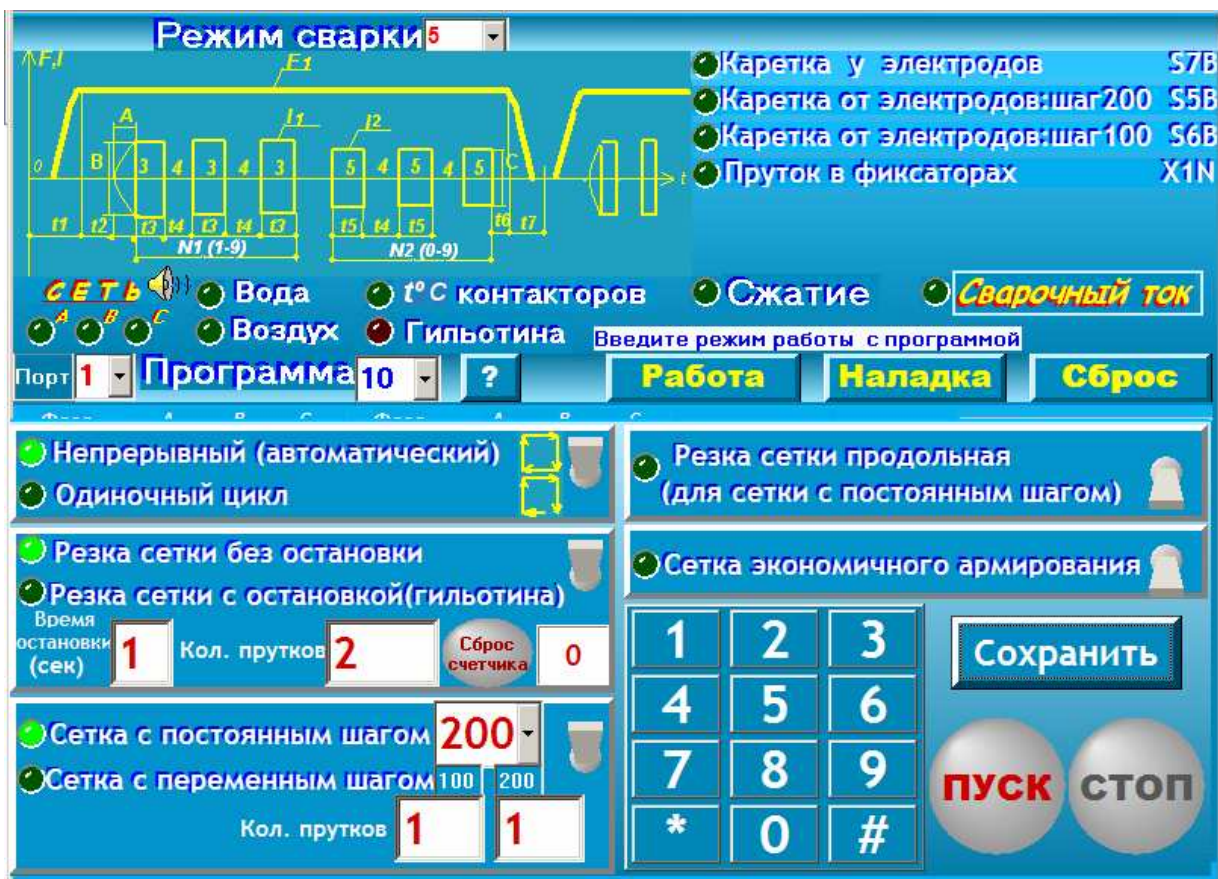 Режим сварки 5
F,I
F1
Каретка у электродов S7B
Каретка от электродов:шаг200 S5B
Каретка от электродов:шаг100 S6B
Пруток в фиксаторах X1N
A I1 I2
0 B 3 4 3 4 3 5 4 5 4 5 C t
t1 t2 t3 t4 t3 t4 t3 t5 t4 t5 t6 t7
N1 (1-9) N2 (0-9)
СЕТЬ Вода t°C контакторов Сжатие Сварочный ток
A B C Воздух Гильотина
Введите режим работы с программой
Порт 1 Программа 10 ? Работа Наладка Сброс
Непрерывный (автоматический)
Одиночный цикл
Резка сетки продольная
(для сетки с постоянным шагом)
Резка сетки без остановки
Резка сетки с остановкой(гильотина)
Время
остановки
(сек) 1 Кол. прутков 2 Сброс
счетчика 0
Сетка экономичного армирования
Сетка с постоянным шагом 200
Сетка с переменным шагом 100 200
Кол. прутков 1 1
1 2 3
4 5 6
7 8 9
* 0 #
Сохранить
ПУСК СТОП